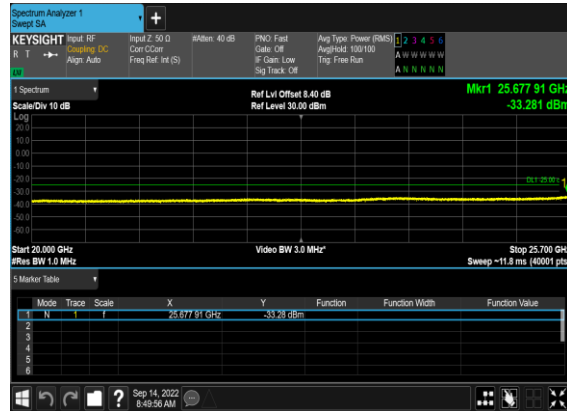 Spectrum Analyzer 1
Swept SA
+
KEYSIGHT Input: RF Input Z: 50 Ω #Atten: 40 dB PNO: Fast Avg Type: Power (RMS) 1 2 3 4 5 6
R T Coupling: DC Corr CCorr Gate: Off Avg|Hold: 100/100 A W W W W W
Align: Auto Freq Ref: Int (S) IF Gain: Low Trig: Free Run
Sig Track: Off A N N N N N
1 Spectrum Ref Lvl Offset 8.40 dB Mkr1 25.677 91 GHz
Scale/Div 10 dB Ref Level 30.00 dBm -33.281 dBm
Log
20.0
10.0
0.00
-10.0
-20.0 DL1 -25.00
-30.0 1
-40.0
-50.0
-60.0
Start 20.000 GHz Video BW 3.0 MHz* Stop 25.700 GHz
#Res BW 1.0 MHz Sweep ~11.8 ms (40001 pts
5 Marker Table
Mode Trace Scale X Y Function Function Width Function Value
1 N 1 f 25.677 91 GHz -33.28 dBm
2
3
4
5
6
? Sep 14, 2022
8:49:56 AM